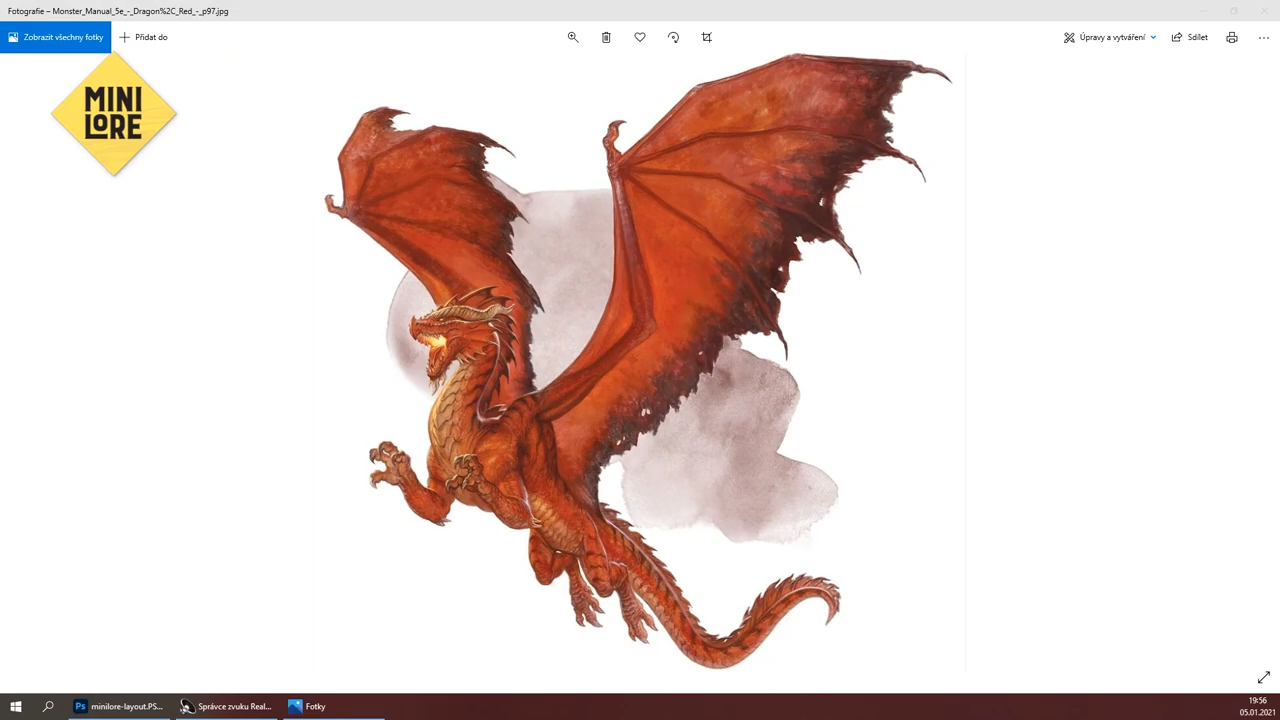 Fotografie – Monster_Manual_5e_-_Dragon%2C_Red_-_p97.jpg
Zobrazit všechny fotky
Přidat do
Úpravy a vytváření
Sdílet
MINI
LORE
minilore-layout.PS...
Správce zvuku Real...
Fotky
19:56
05.01.2021